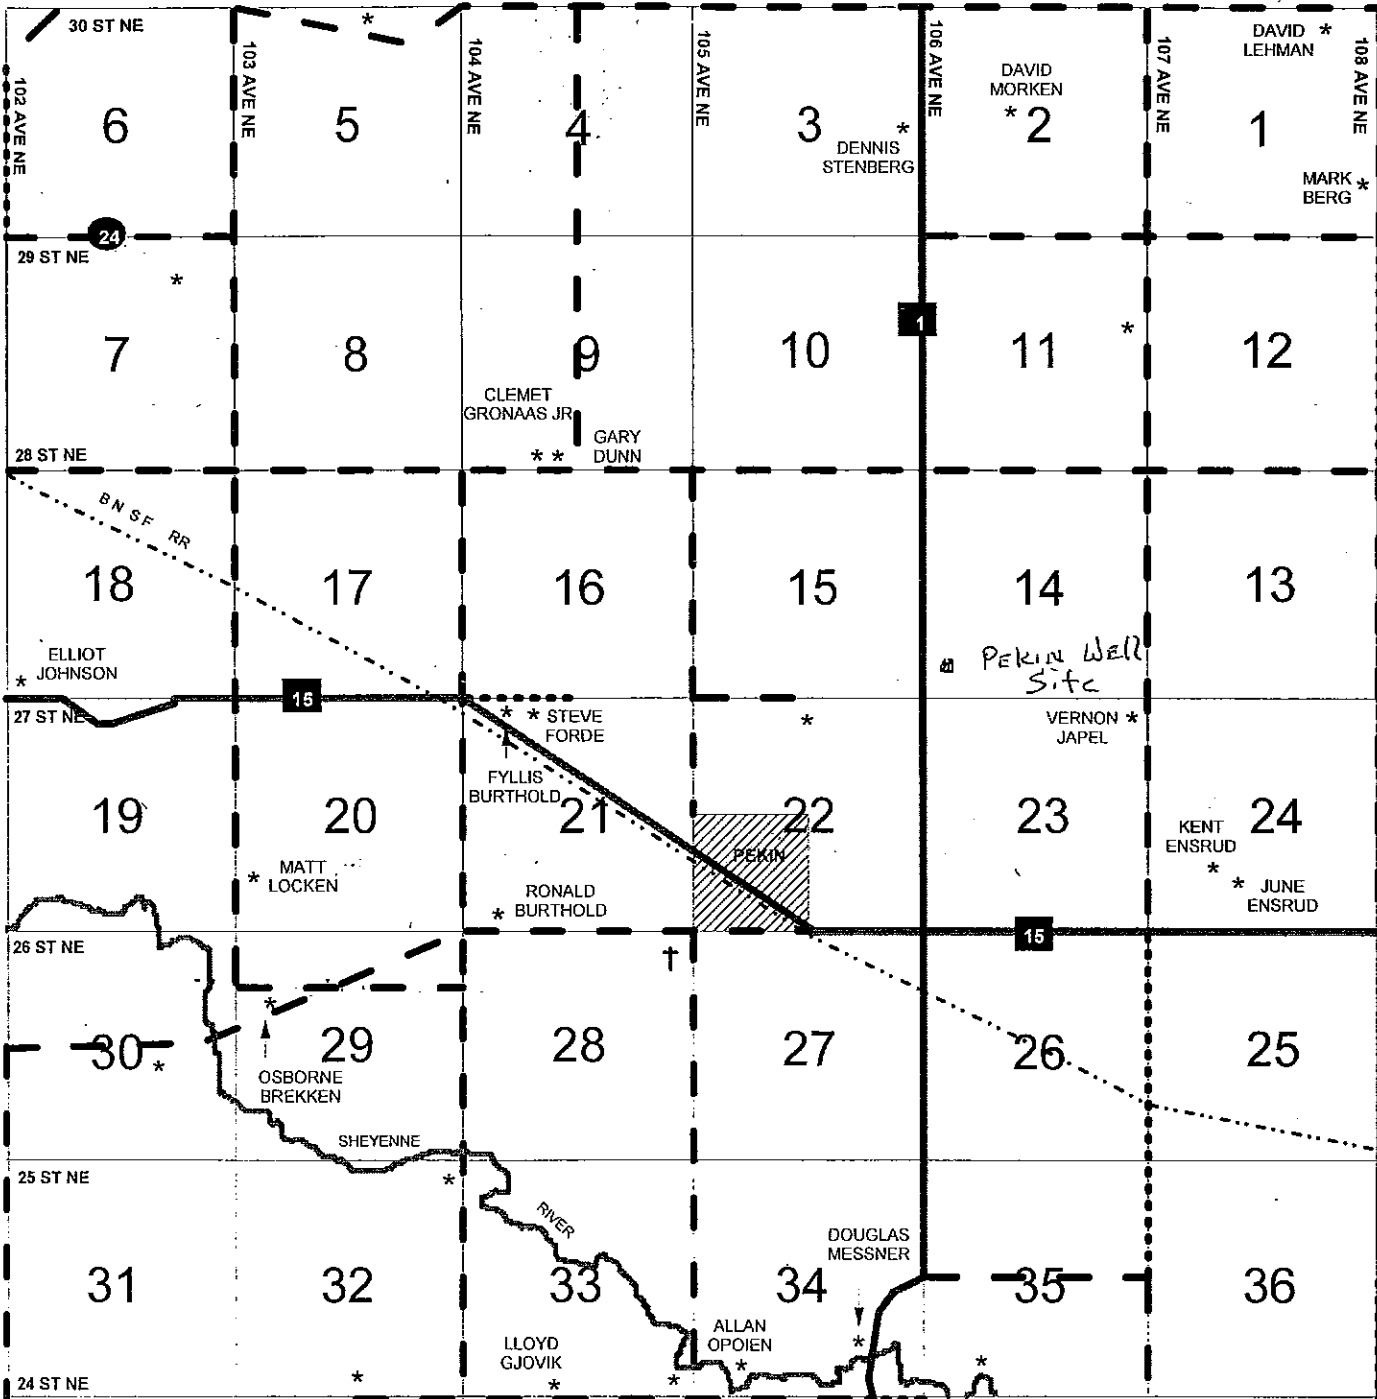 30 ST NE
102 AVE NE
103 AVE NE
104 AVE NE
105 AVE NE
106 AVE NE
107 AVE NE
108 AVE NE
DAVID
LEHMAN
DAVID
MORKEN
6
5
4
3
2
1
DENNIS
STENBERG
MARK
BERG
24
29 ST NE
1
7
8
9
10
11
12
CLEMET
GRONAAS JR
GARY
DUNN
28 ST NE
BNSF RR
18
17
16
15
14
13
ELLIOT
JOHNSON
PEKIN WEll
Site
15
27 ST NE
STEVE
FORDE
VERNON
JAPEL
FYLLIS
BURTHOLD
19
20
21
22
23
24
PEKIN
KENT
ENSRUD
MATT
LOCKEN
RONALD
BURTHOLD
JUNE
ENSRUD
26 ST NE
15
30
29
28
27
26
25
OSBORNE
BREKKEN
SHEYENNE
25 ST NE
RIVER
DOUGLAS
MESSNER
31
32
33
34
35
36
LLOYD
GJOVIK
ALLAN
OPOIEN
24 ST NE